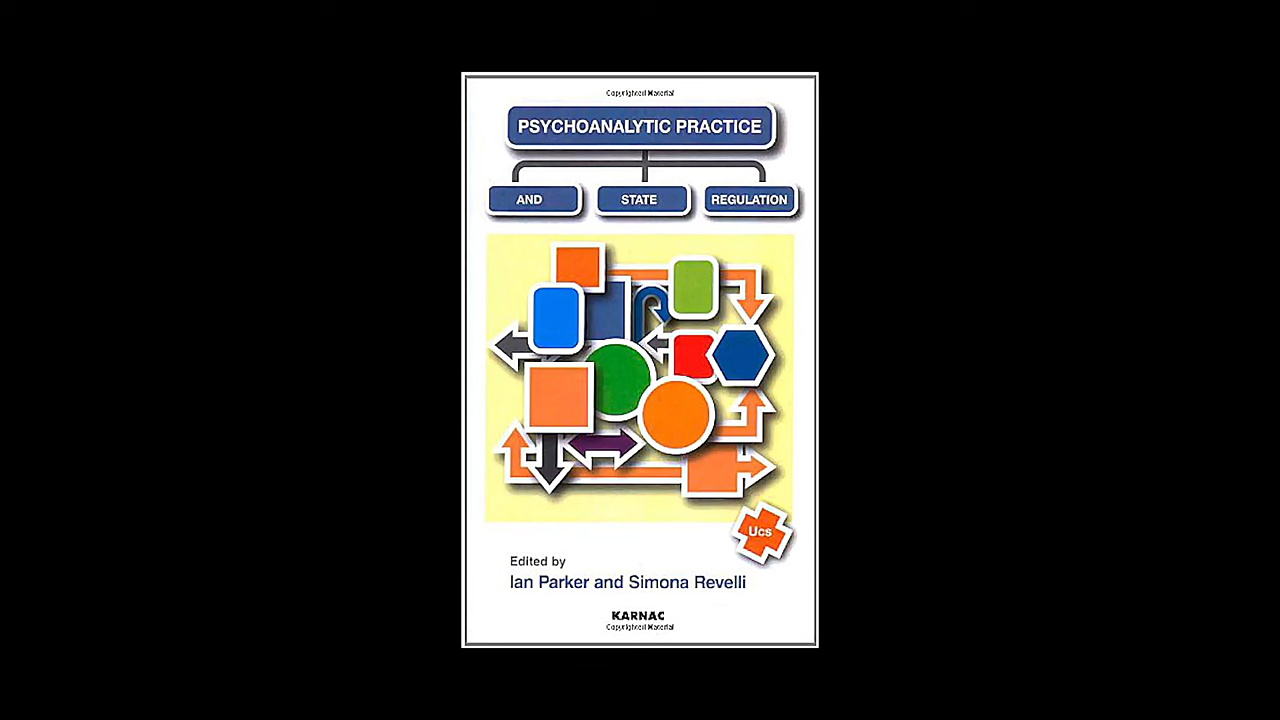 Copyrighted Material
PSYCHOANALYTIC PRACTICE
AND STATE REGULATION
Ucs
Edited by
Ian Parker and Simona Revelli
KARNAC
Copyrighted Material